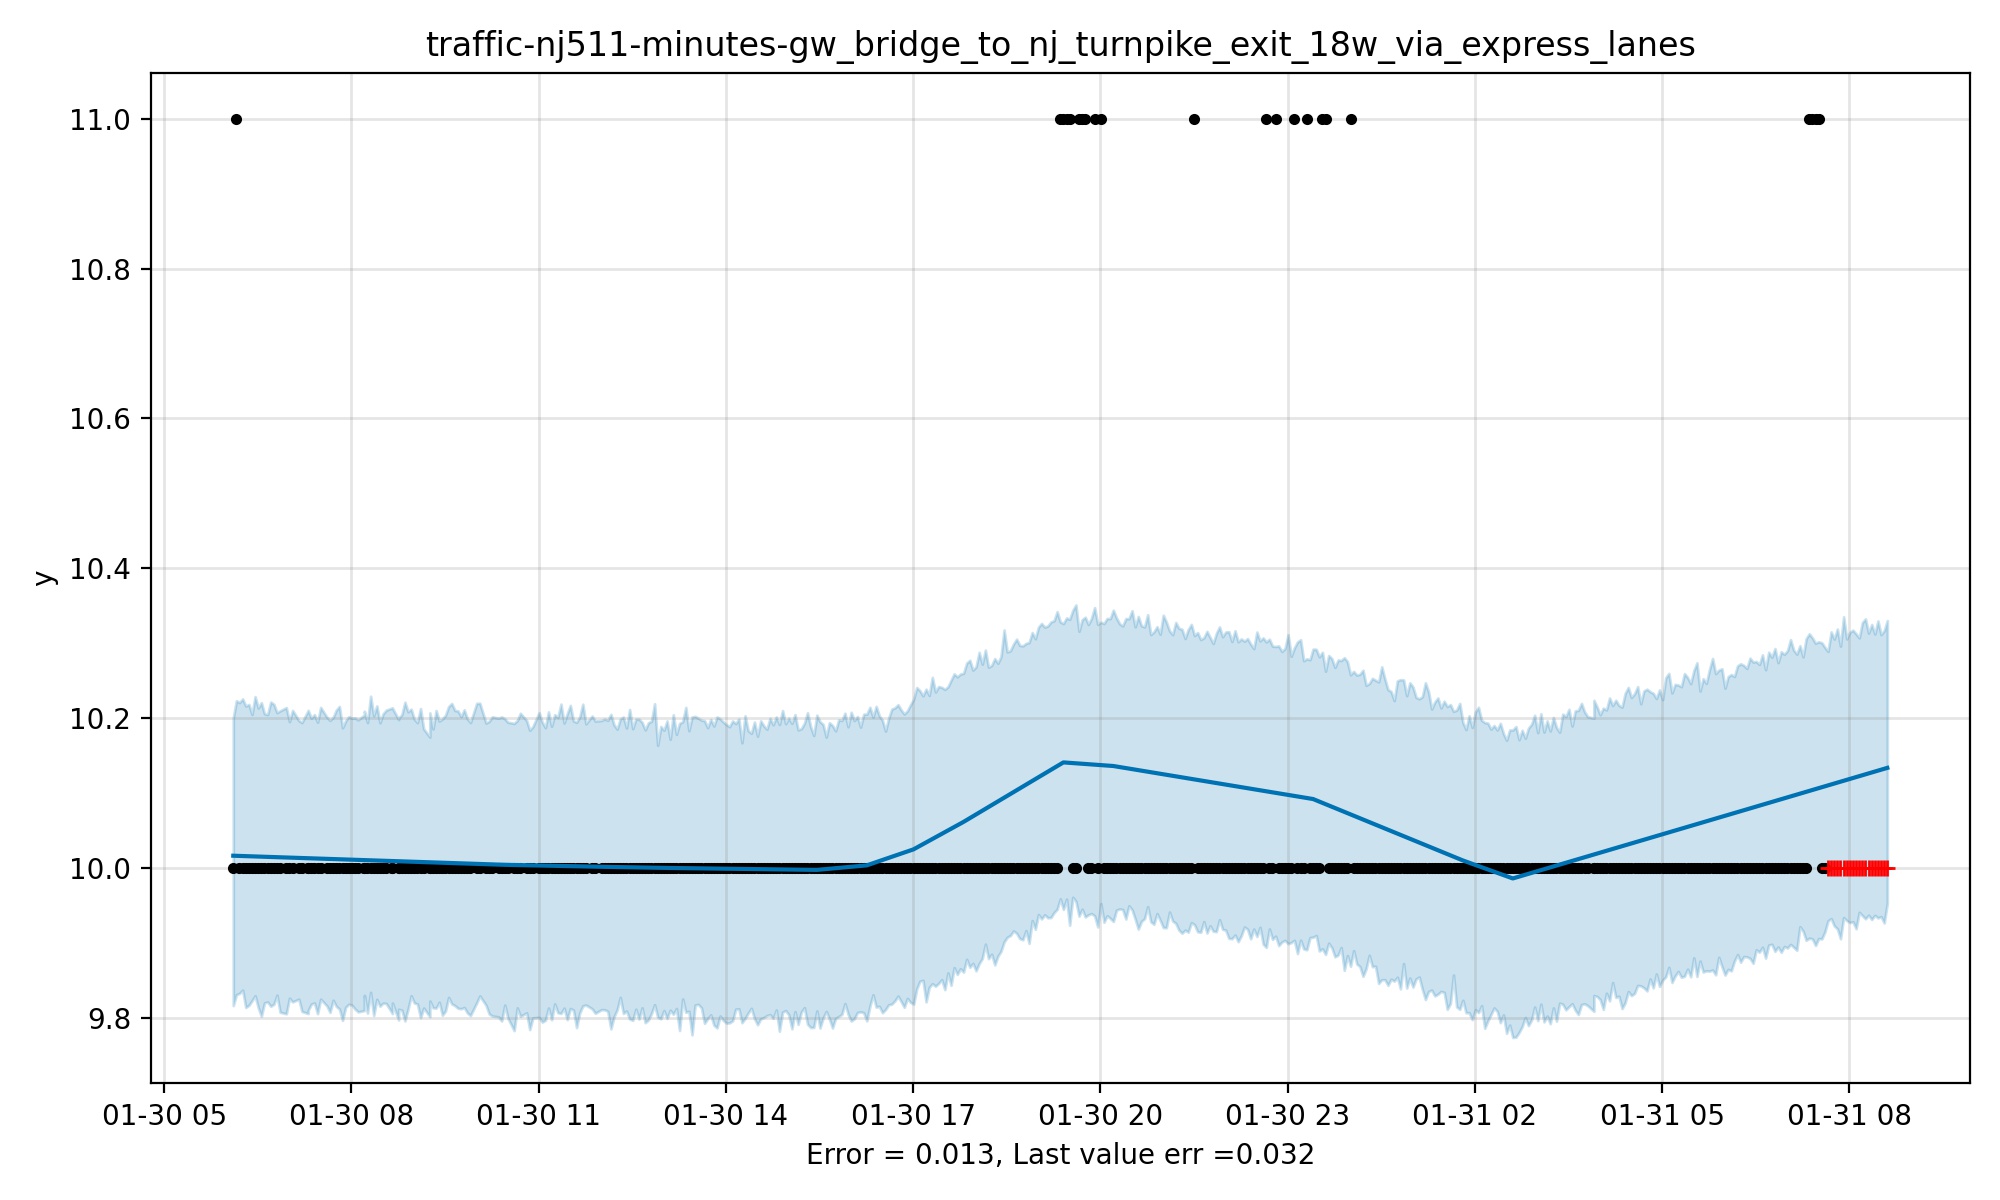 traffic-nj511-minutes-gw_bridge_to_nj_turnpike_exit_18w_via_express_lanes
11.0
10.8
10.6
10.4
10.2
10.0
9.8
y
01-30 05 01-30 08 01-30 11 01-30 14 01-30 17 01-30 20 01-30 23 01-31 02 01-31 05 01-31 08
Error = 0.013, Last value err =0.032